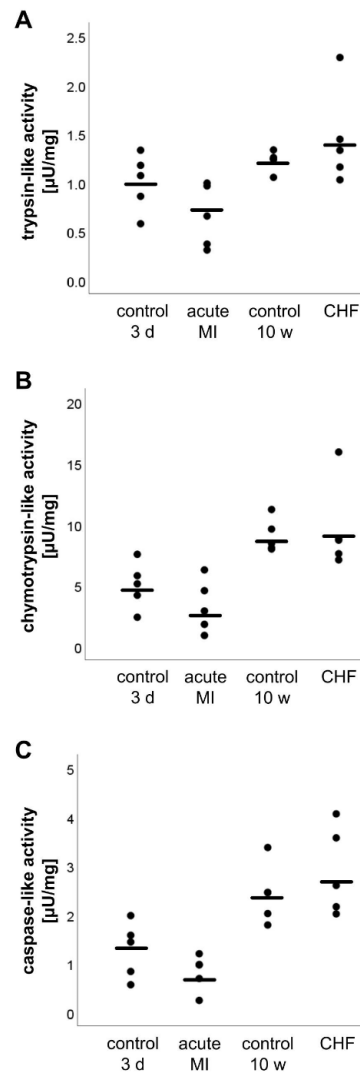 A
trypsin-like activity
[µU/mg]
2.5
2.0
1.5
1.0
0.5
0.0
control
3 d
acute
MI
control
10 w
CHF
B
chymotrypsin-like activity
[µU/mg]
20
15
10
5
0
control
3 d
acute
MI
control
10 w
CHF
C
caspase-like activity
[µU/mg]
5
4
3
2
1
0
control
3 d
acute
MI
control
10 w
CHF